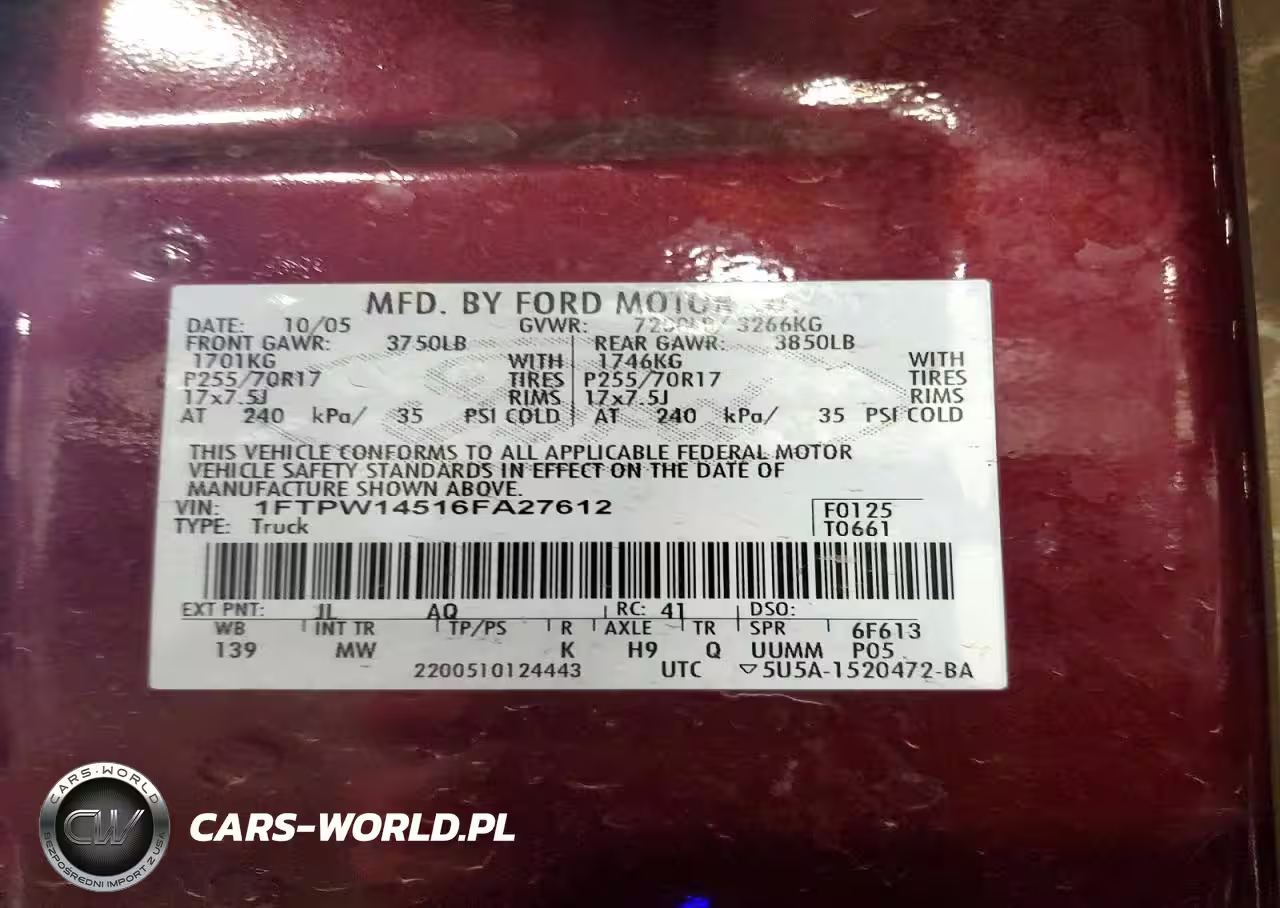 MFD. BY FORD MOTOR
DATE: 10/05 GVWR: 3266KG
FRONT GAWR: 3750LB REAR GAWR: 3850LB
1701KG WITH 1746KG WITH
P255/70R17 TIRES P255/70R17 TIRES
17x7.5J RIMS 17x7.5J RIMS
AT 240 kPa/ 35 PSI COLD AT 240 kPa/ 35 PSI COLD
THIS VEHICLE CONFORMS TO ALL APPLICABLE FEDERAL MOTOR
VEHICLE SAFETY STANDARDS IN EFFECT ON THE DATE OF
MANUFACTURE SHOWN ABOVE.
VIN: 1FTPW14516FA27612 F0125
TYPE: Truck T0661
EXT PNT: JL AQ RC: 41 DSO:
WB INT TR TP/PS R AXLE TR SPR 6F613
139 MW K H9 Q UUMM P05
2200510124443 UTC 5U5A-1520472-BA
CARS-WORLD
CW
BEZPOŚREDNI IMPORT Z USA
CARS-WORLD.PL